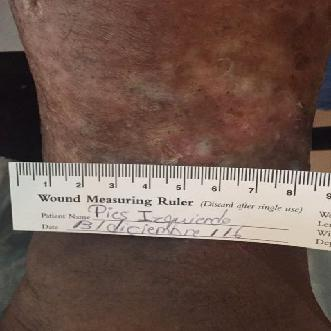 1 2 3 4 5 6 7 8 9
Wound Measuring Ruler (Discard after single use)
Patient Name Pies Izquierdo
Date 13/diciembre/16